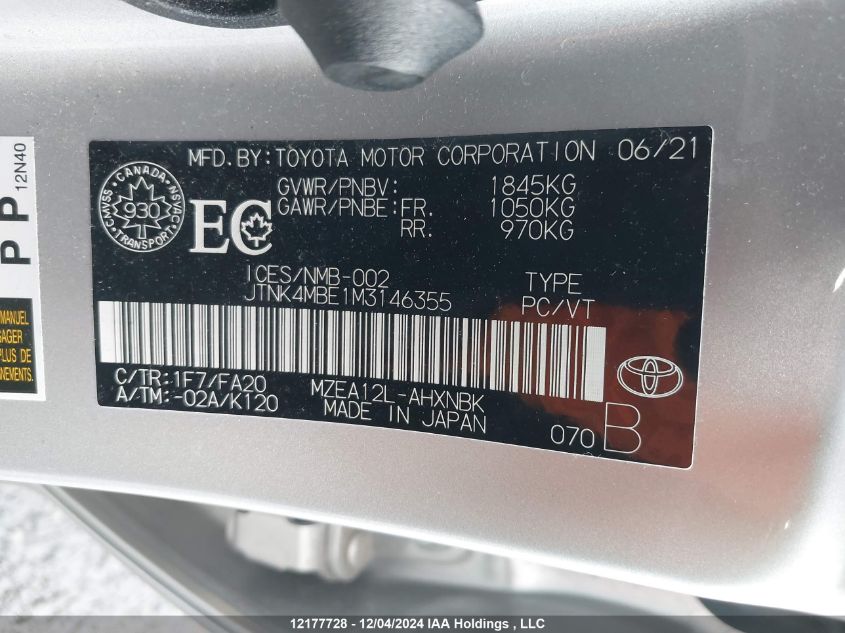 MFD.BY:TOYOTA MOTOR CORPORATION 06/21
CANADA
CMVSS NSVAC
930
TRANSPORT
EC
GVWR/PNBV: 1845KG
GAWR/PNBE:FR. 1050KG
RR. 970KG
ICES/NMB-002
JTNK4MBE1M3146355
TYPE
PC/VT
C/TR:1F7/FA20
A/TM:-02A/K120
MZEA12L-AHXNBK
MADE IN JAPAN
070 B
P P
12N40
MANUEL
PLUS DE
12177728 - 12/04/2024 IAA Holdings , LLC